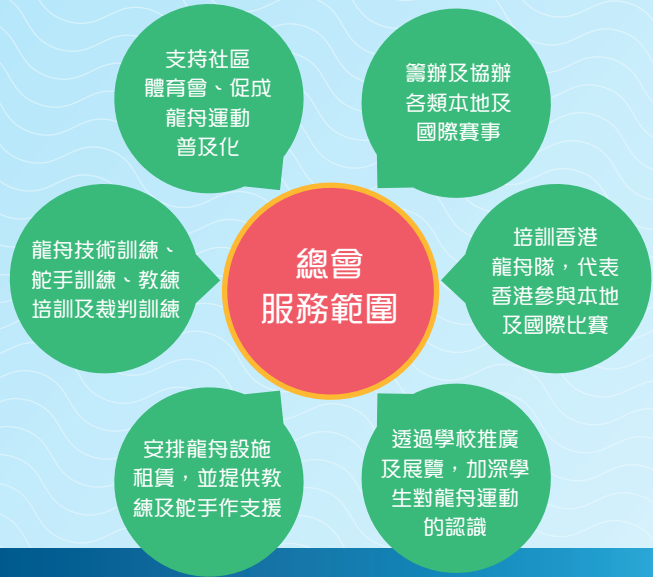 支持社區
體育會、促成
龍舟運動
普及化
籌辦及協辦
各類本地及
國際賽事
龍舟技術訓練、
舵手訓練、教練
培訓及裁判訓練
總會
服務範圍
培訓香港
龍舟隊，代表
香港參與本地
及國際比賽
安排龍舟設施
租賃，並提供教
練及舵手作支援
透過學校推廣
及展覽，加深學
生對龍舟運動
的認識